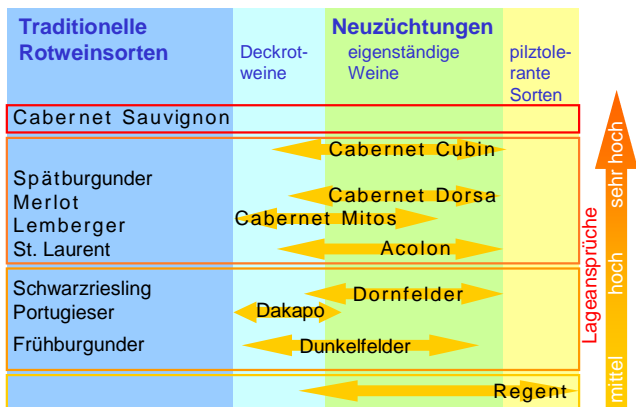 Traditionelle
Rotweinsorten
Neuzüchtungen
Deckrot-
weine
eigenständige
Weine
pilztole-
rante
Sorten
Cabernet Sauvignon
Cabernet Cubin
Spätburgunder
Merlot
Cabernet Dorsa
Lemberger
Cabernet Mitos
St. Laurent
Acolon
Schwarzriesling
Dornfelder
Portugieser
Dakapo
Frühburgunder
Dunkelfelder
Regent
Lageansprüche
mittel
hoch
sehr hoch